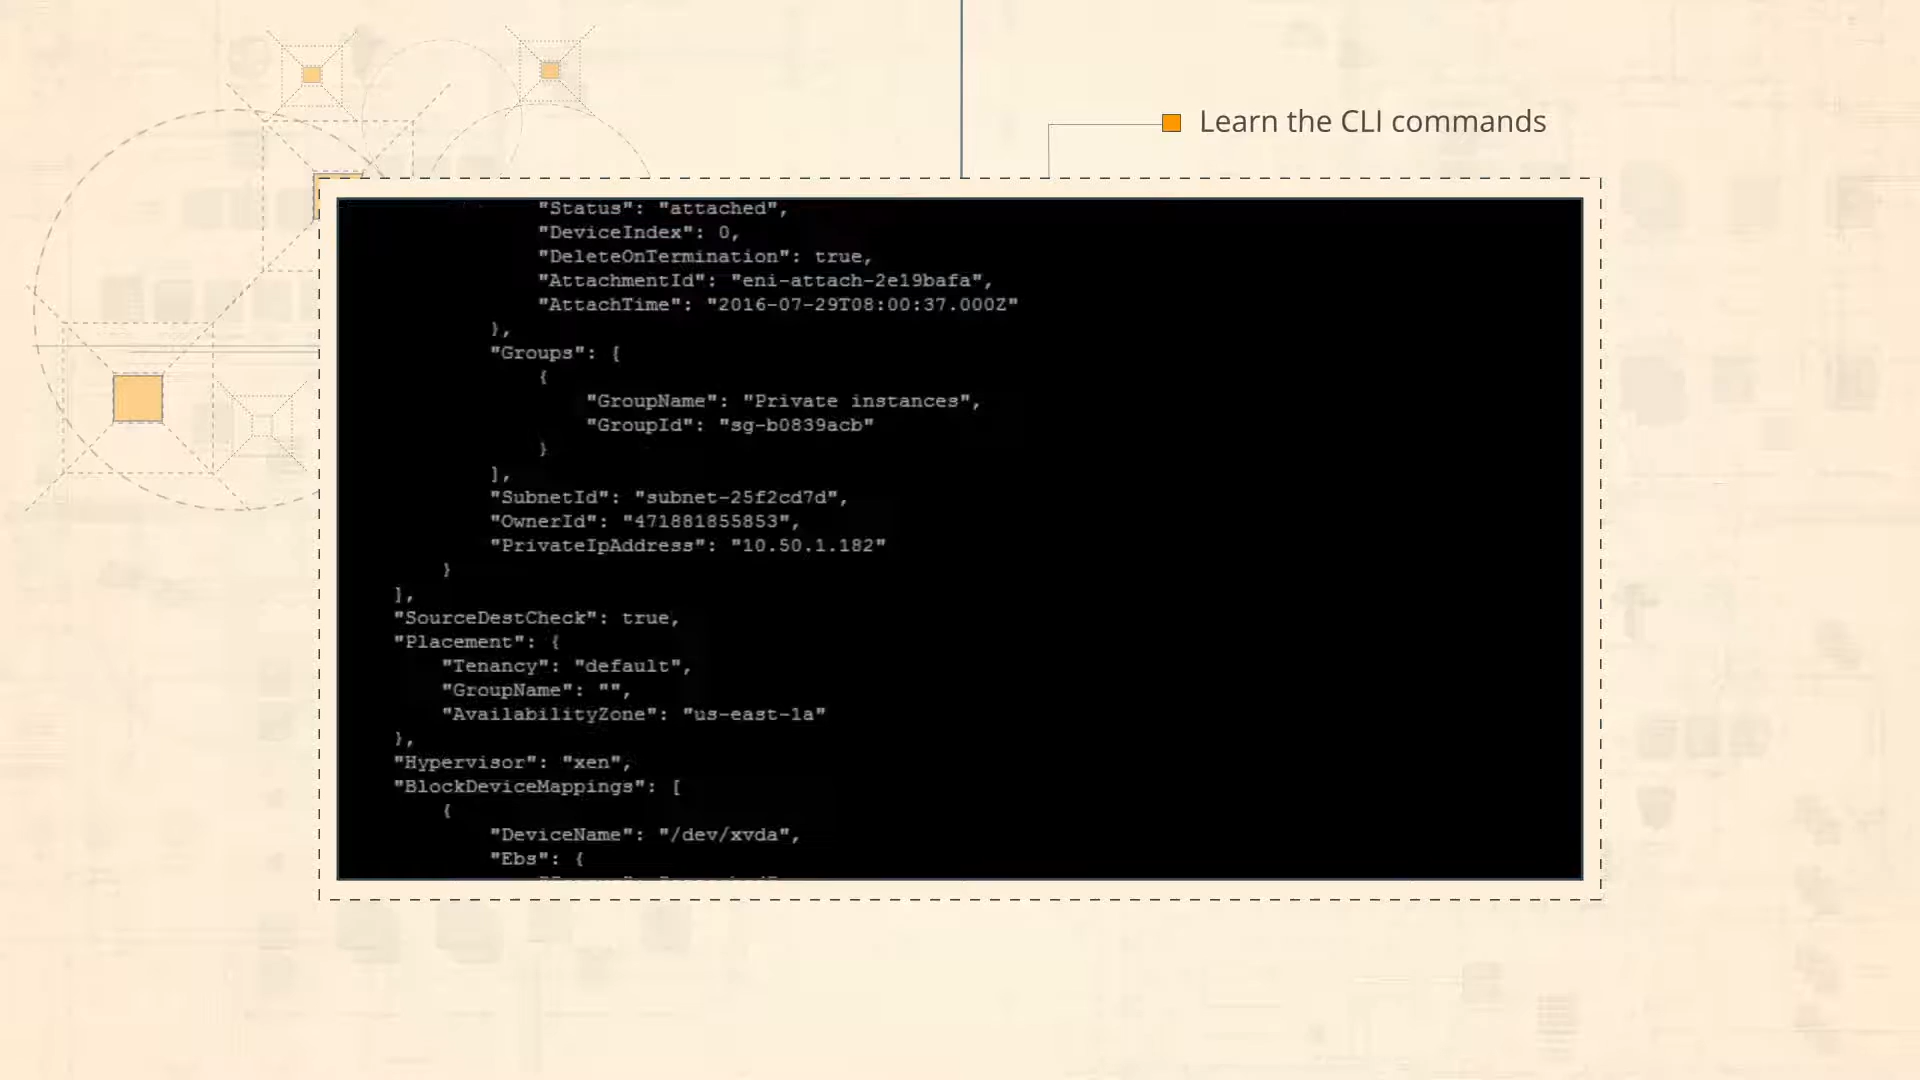 Learn the CLI commands
"Status": "attached",
"DeviceIndex": 0,
"DeleteOnTermination": true,
"AttachmentId": "eni-attach-2e19bafa",
"AttachTime": "2016-07-29T08:00:37.000Z"
},
"Groups": [
{
"GroupName": "Private instances",
"GroupId": "sg-b0839acb"
}
],
"SubnetId": "subnet-25f2cd7d",
"OwnerId": "471881855853",
"PrivateIpAddress": "10.50.1.182"
}
],
"SourceDestCheck": true,
"Placement": {
"Tenancy": "default",
"GroupName": "",
"AvailabilityZone": "us-east-1a"
},
"Hypervisor": "xen",
"BlockDeviceMappings": [
{
"DeviceName": "/dev/xvda",
"Ebs": {